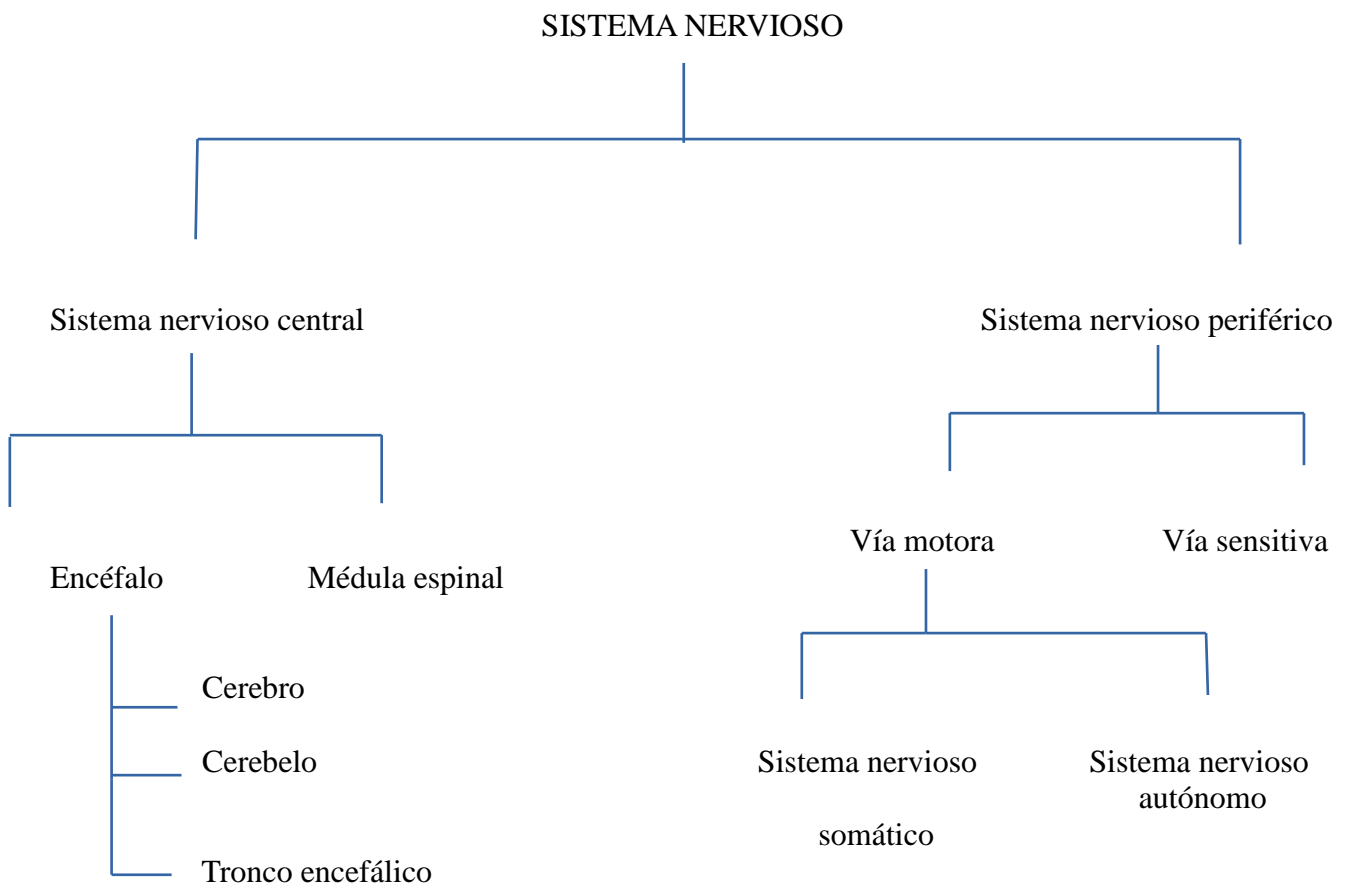 SISTEMA NERVIOSO
Sistema nervioso central
Sistema nervioso periférico
Encéfalo
Médula espinal
Vía motora
Vía sensitiva
Cerebro
Cerebelo
Tronco encefálico
Sistema nervioso
somático
Sistema nervioso
autónomo